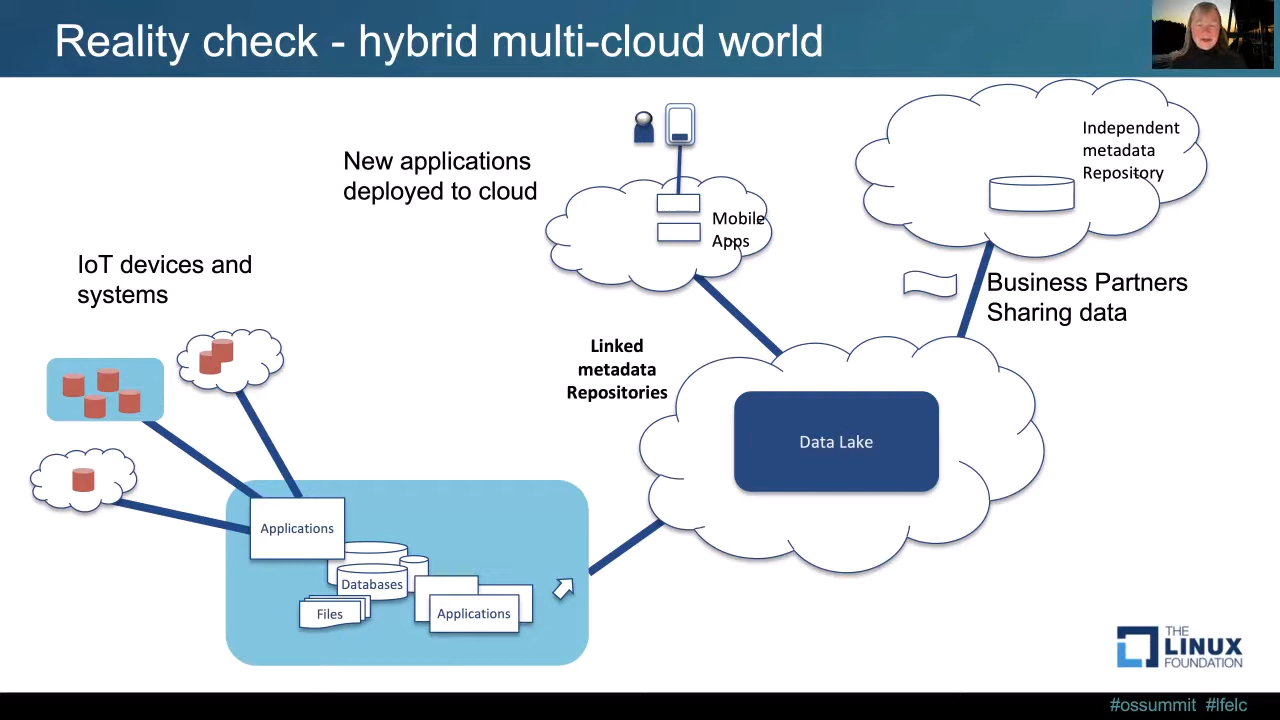 Reality check - hybrid multi-cloud world
New applications
deployed to cloud
Mobile
Apps
Independent
metadata
Repository
IoT devices and
systems
Business Partners
Sharing data
Linked
metadata
Repositories
Data Lake
Applications
Databases
Files
Applications
THE
LINUX
FOUNDATION
#ossummit #lfelc